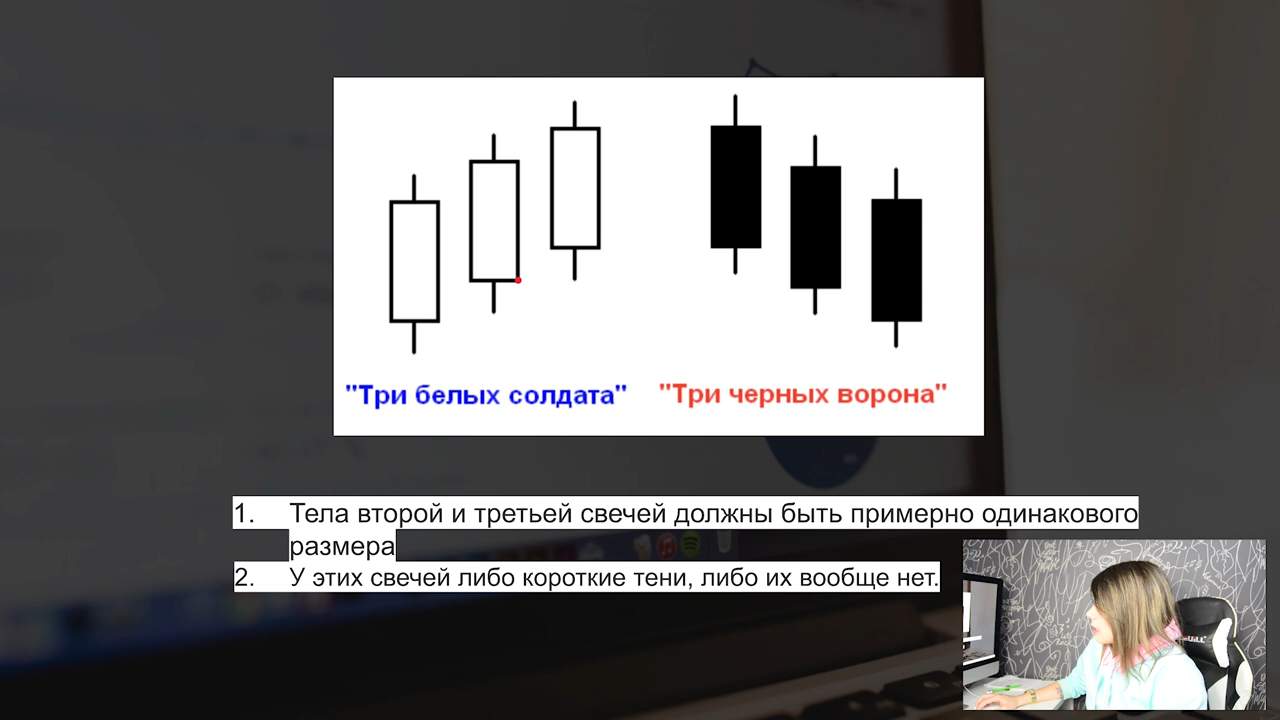 "Три белых солдата" "Три черных ворона"
1. Тела второй и третьей свечей должны быть примерно одинакового
размера
2. У этих свечей либо короткие тени, либо их вообще нет.